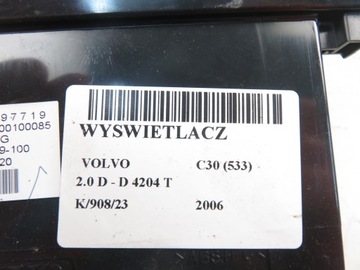 97719
00100085
G
9-100
20
WYSWIETLACZ
VOLVO C30 (533)
2.0 D - D 4204 T
K/908/23 2006